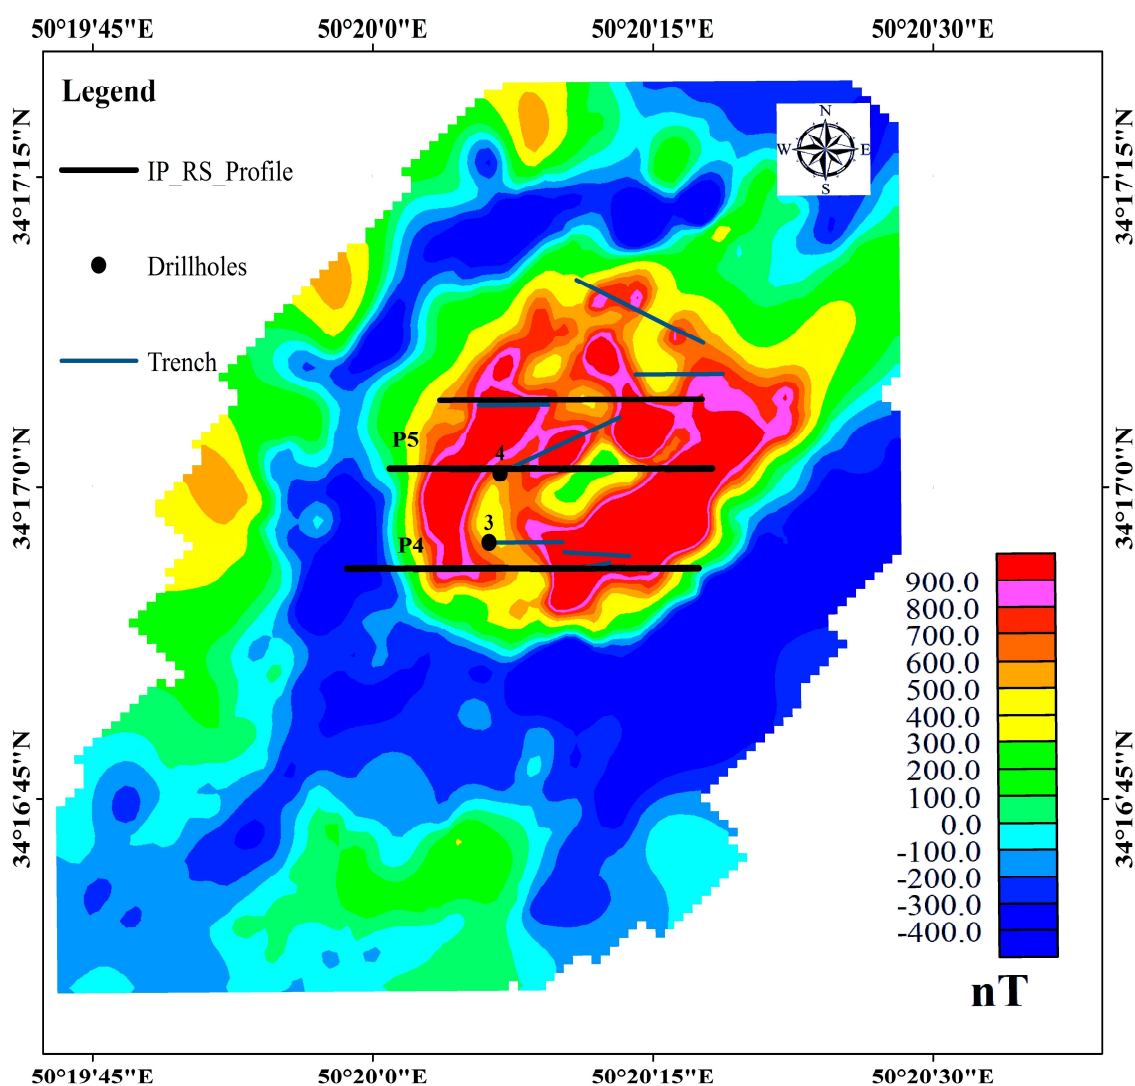 50°19'45"E 50°20'0"E 50°20'15"E 50°20'30"E
Legend
IP_RS_Profile
Drillholes
Trench
N
W E
S
34°17'15"N 34°17'15"N
34°17'0"N 34°17'0"N
34°16'45"N 34°16'45"N
P5
4
3
P4
900.0
800.0
700.0
600.0
500.0
400.0
300.0
200.0
100.0
0.0
-100.0
-200.0
-300.0
-400.0
nT
50°19'45"E 50°20'0"E 50°20'15"E 50°20'30"E